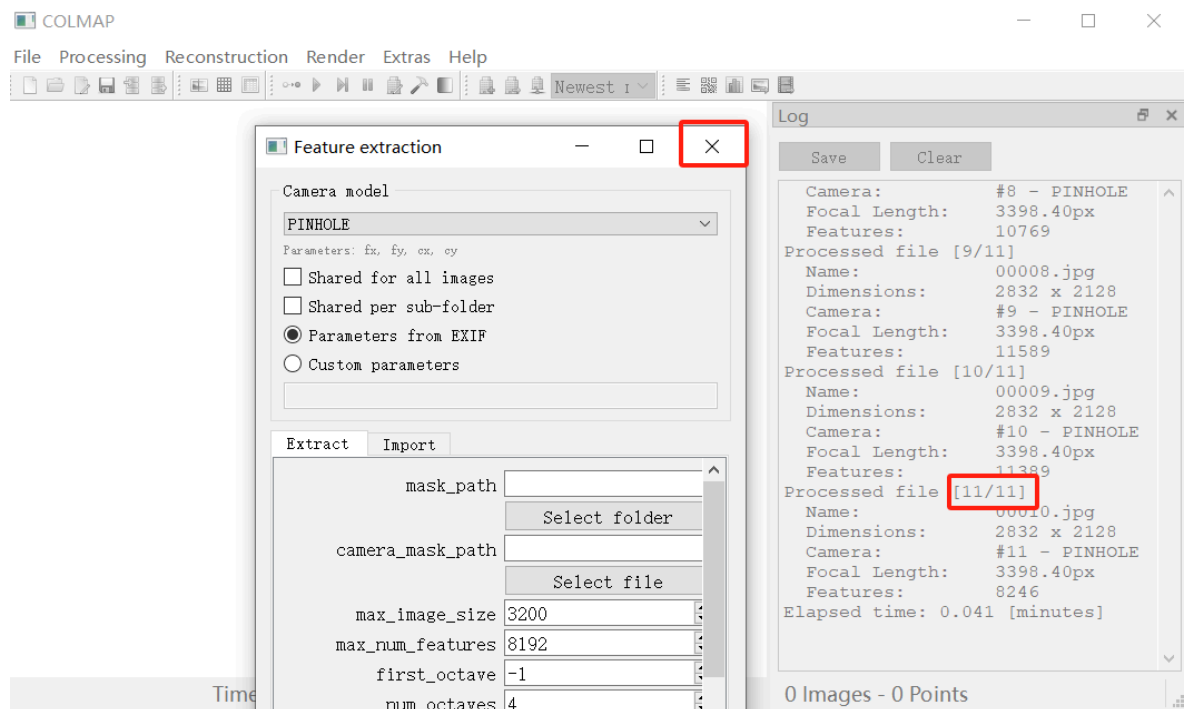 COLMAP
File Processing Reconstruction Render Extras Help
Newest
Feature extraction
Camera model
PINHOLE
Parameters: fx, fy, cx, cy
Shared for all images
Shared per sub-folder
Parameters from EXIF
Custom parameters
Extract Import
mask_path
Select folder
camera_mask_path
Select file
max_image_size 3200
max_num_features 8192
first_octave -1
num_octaves 4
Time
Log
Save Clear
Camera: #8 - PINHOLE
Focal Length: 3398.40px
Features: 10769
Processed file [9/11]
Name: 00008.jpg
Dimensions: 2832 x 2128
Camera: #9 - PINHOLE
Focal Length: 3398.40px
Features: 11589
Processed file [10/11]
Name: 00009.jpg
Dimensions: 2832 x 2128
Camera: #10 - PINHOLE
Focal Length: 3398.40px
Features: 11389
Processed file [11/11]
Name: 00010.jpg
Dimensions: 2832 x 2128
Camera: #11 - PINHOLE
Focal Length: 3398.40px
Features: 8246
Elapsed time: 0.041 [minutes]
0 Images - 0 Points